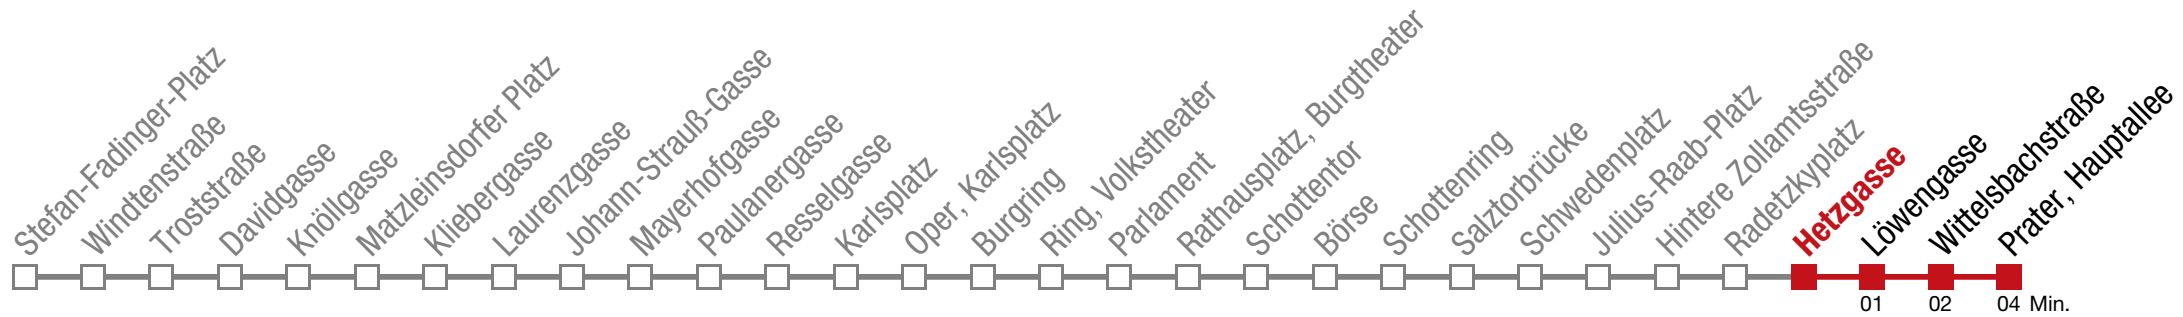 Stefan-Fadinger-Platz
Windtenstraße
Troststraße
Davidgasse
Knöllgasse
Matzleinsdorfer Platz
Kliebergasse
Laurenzgasse
Johann-Strauß-Gasse
Mayerhofgasse
Paulanergasse
Resselgasse
Karlsplatz
Oper, Karlsplatz
Burgring
Ring, Volkstheater
Parlament
Rathausplatz, Burgtheater
Schottentor
Börse
Schottenring
Salztorbrücke
Schwedenplatz
Julius-Raab-Platz
Hintere Zollamtsstraße
Radetzkyplatz
Hetzgasse
Löwengasse
Wittelsbachstraße
Prater, Hauptallee
01 02 04 Min.